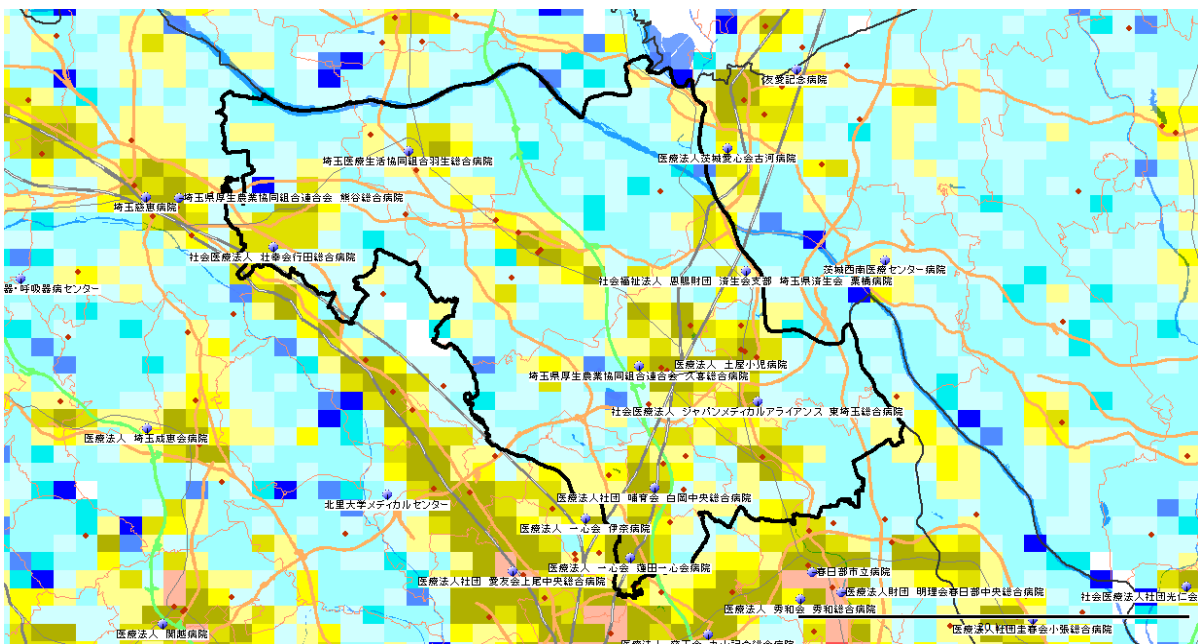 友愛記念病院
医療法人茨城愛心会古河病院
埼玉医療生活協同組合羽生総合病院
埼玉県厚生農業協同組合連合会 熊谷総合病院
埼玉慈恵病院
社会医療法人 壮幸会行田総合病院
茨城西南医療センター病院
社会福祉法人 恩賜財団 済生会支部 埼玉県済生会 栗橋病院
器・呼吸器病センター
医療法人 土屋小児病院
埼玉県厚生農業協同組合連合会 久喜総合病院
社会医療法人 ジャパンメディカルアライアンス 東埼玉総合病院
医療法人 埼玉成恵会病院
北里大学メディカルセンター
医療法人社団 哺育会 白岡中央総合病院
医療法人 一心会 伊奈病院
医療法人 一心会 蓮田一心会病院
医療法人社団 愛友会上尾中央総合病院
春日部市立病院
医療法人財団 明理会春日部中央総合病院
社会医療法人社団光仁会
医療法人 秀和会 秀和総合病院
20
医療法人社団圭春会小張総合病院
医療法人 関越病院